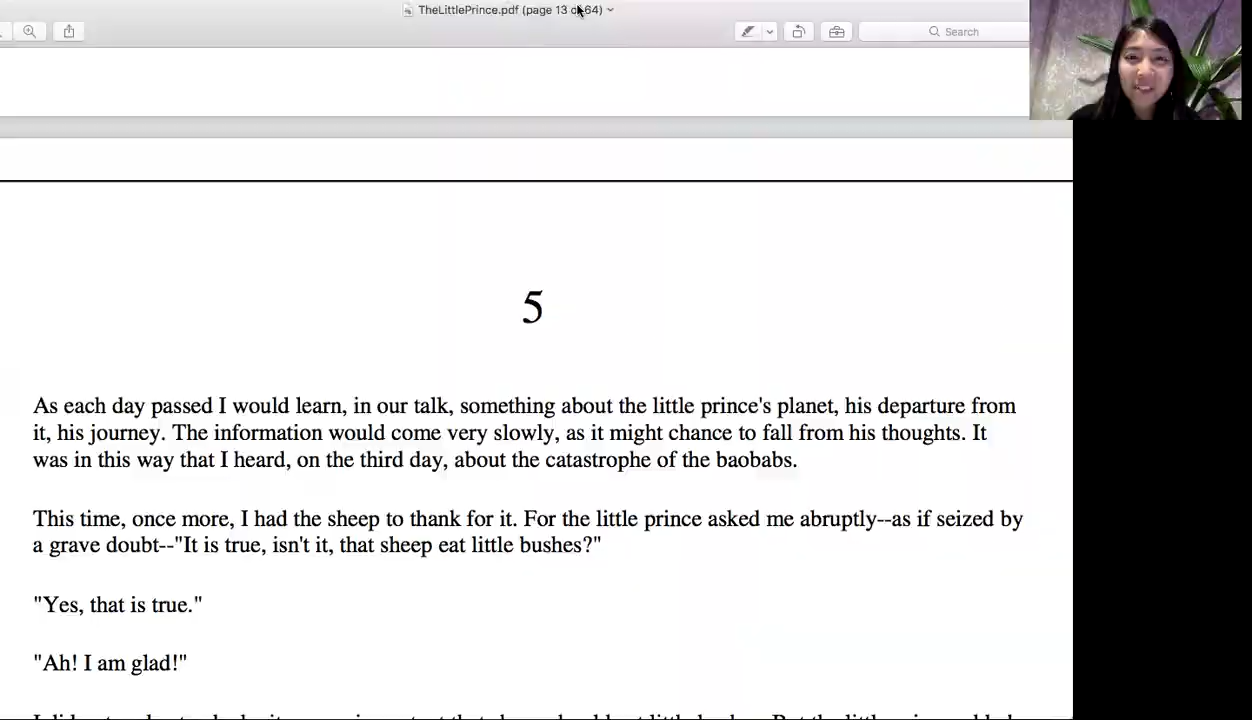 TheLittlePrince.pdf (page 13 of 64)
Search
5
As each day passed I would learn, in our talk, something about the little prince's planet, his departure from
it, his journey. The information would come very slowly, as it might chance to fall from his thoughts. It
was in this way that I heard, on the third day, about the catastrophe of the baobabs.
This time, once more, I had the sheep to thank for it. For the little prince asked me abruptly--as if seized by
a grave doubt--"It is true, isn't it, that sheep eat little bushes?"
"Yes, that is true."
"Ah! I am glad!"